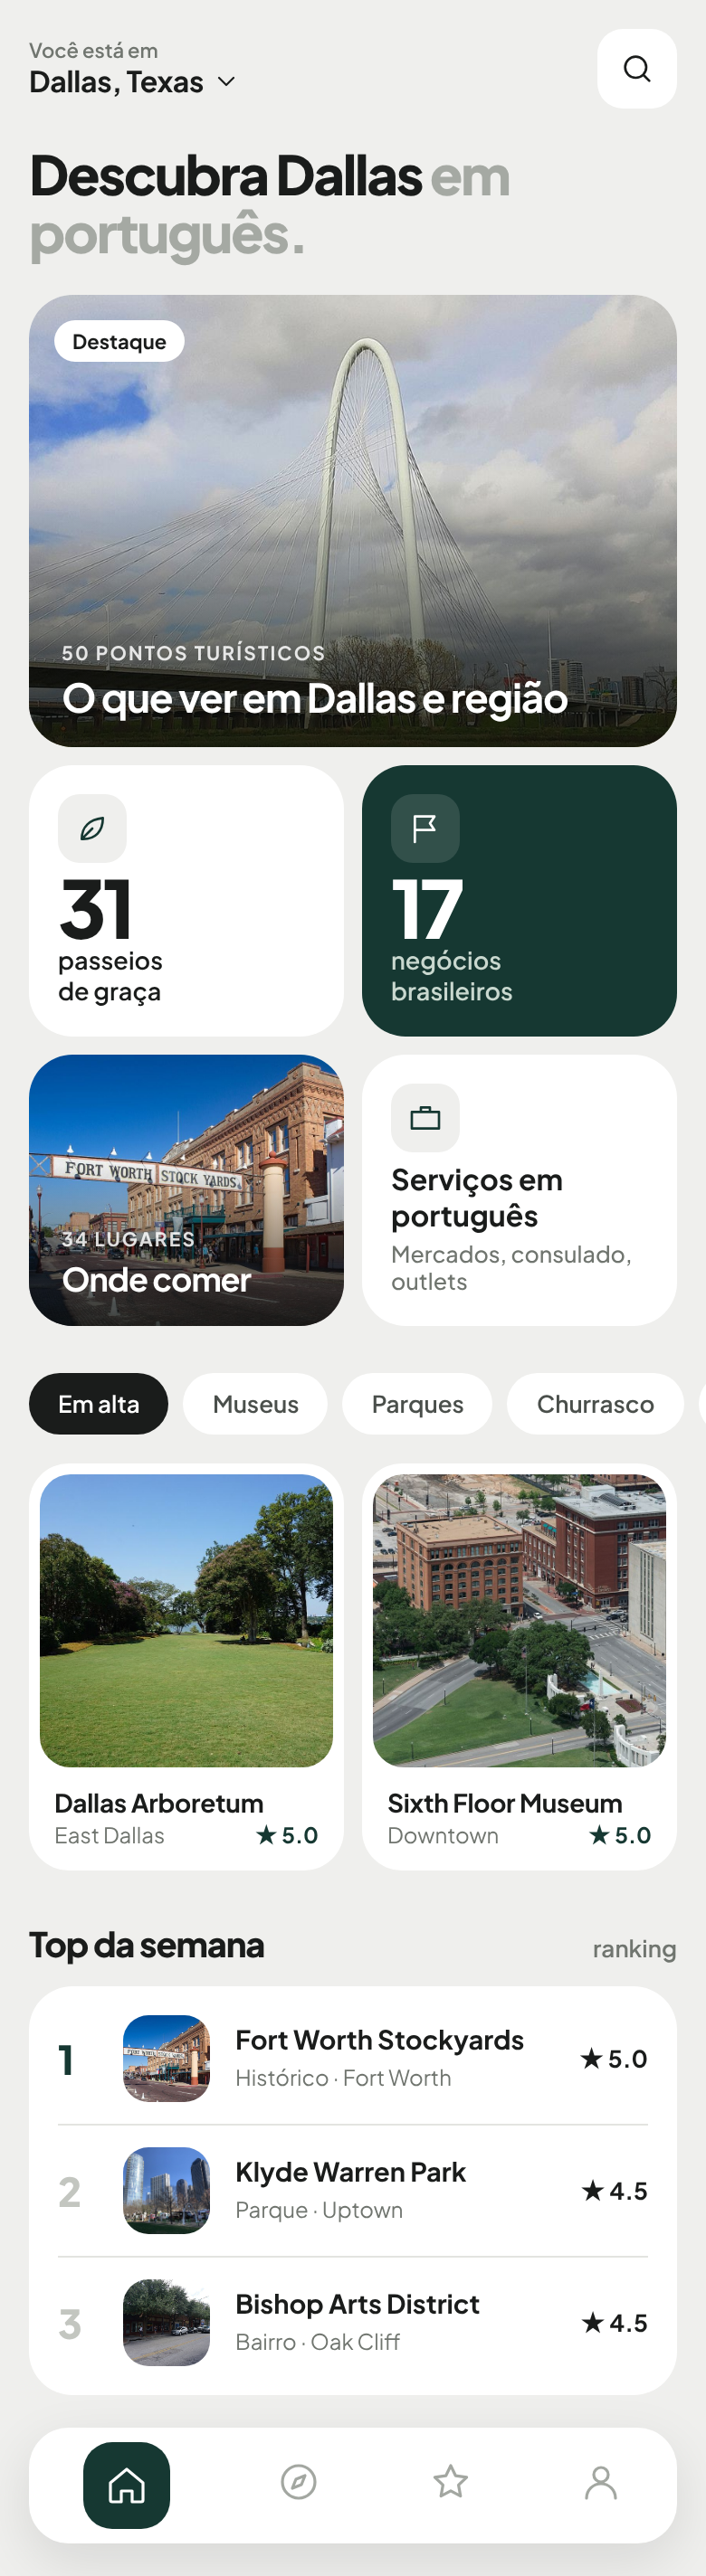 Você está em
Dallas, Texas
Descubra Dallas em
português.
Destaque
50 PONTOS TURÍSTICOS
O que ver em Dallas e região
31
passeios
de graça
17
negócios
brasileiros
FORT WORTH STOCK YARDS
34 LUGARES
Onde comer
Serviços em
português
Mercados, consulado,
outlets
Em alta
Museus
Parques
Churrasco
Dallas Arboretum
East Dallas
★ 5.0
Sixth Floor Museum
Downtown
★ 5.0
Top da semana
ranking
1
Fort Worth Stockyards
Histórico · Fort Worth
★ 5.0
2
Klyde Warren Park
Parque · Uptown
★ 4.5
3
Bishop Arts District
Bairro · Oak Cliff
★ 4.5